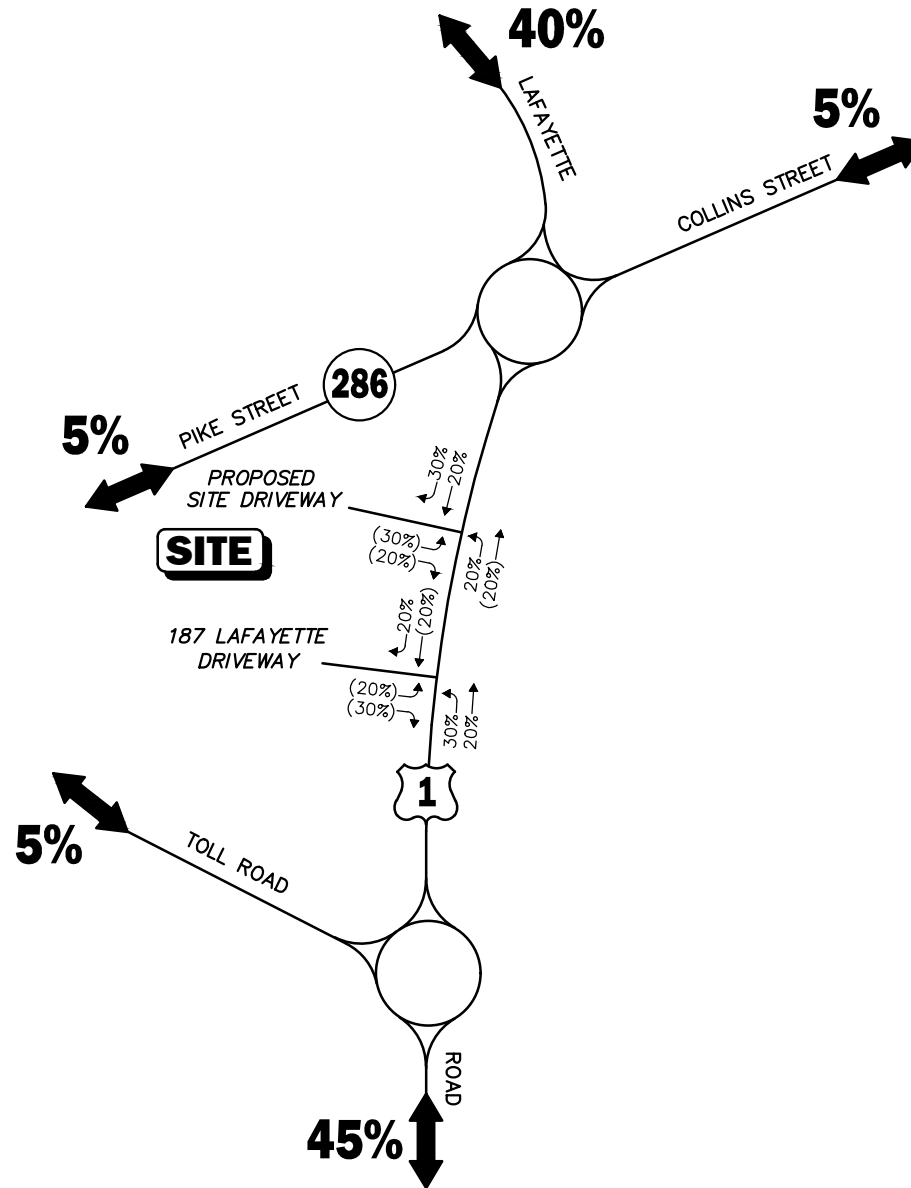 40%
LAFAYETTE
5%
COLLINS STREET
286
PIKE STREET
5%
30%
20%
PROPOSED
SITE DRIVEWAY
SITE
(30%)
(20%)
20%
(20%)
20%
(20%)
187 LAFAYETTE
DRIVEWAY
(20%)
(30%)
30%
20%
1
5%
TOLL ROAD
ROAD
45%